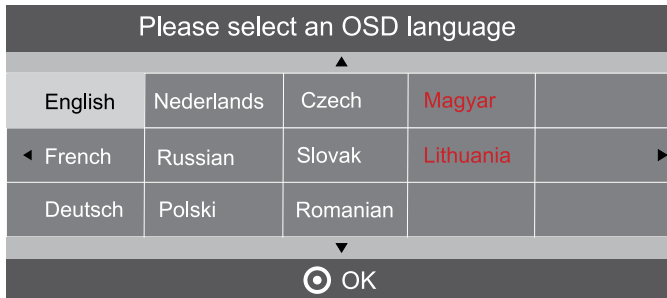 Please select an OSD language
English Nederlands Czech Magyar
French Russian Slovak Lithuania
Deutsch Polski Romanian
OK